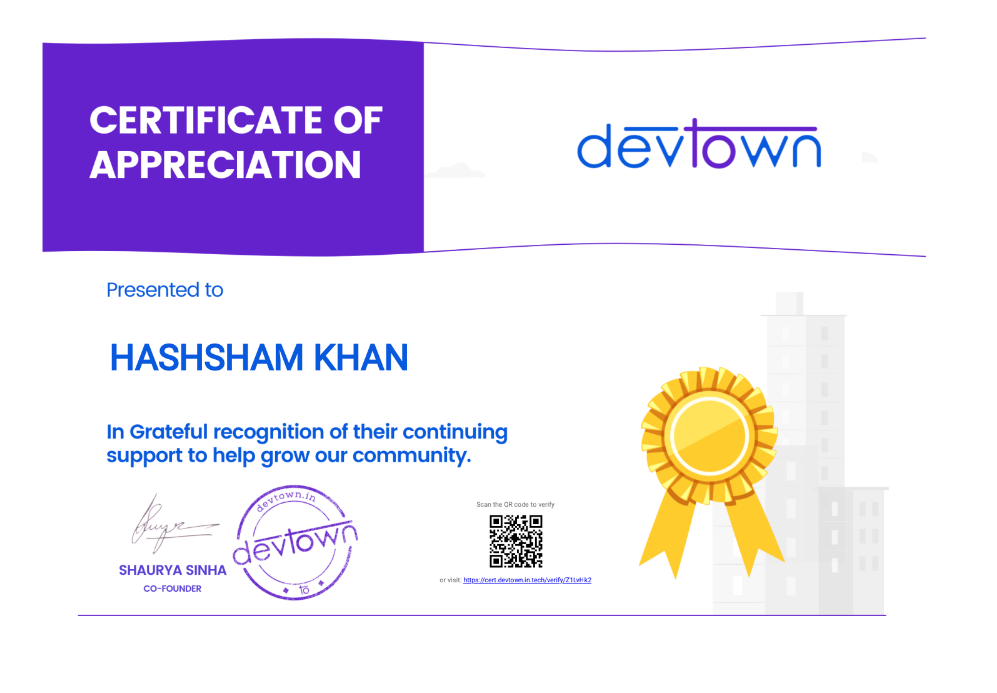 CERTIFICATE OF
APPRECIATION
devtown
Presented to
HASHSHAM KHAN
In Grateful recognition of their continuing
support to help grow our community.
devtown.in
devtown
SHAURYA SINHA
CO-FOUNDER
Scan the QR code to verify
or visit: https://cert.devtown.in.tech/verify/Z1LvHk2